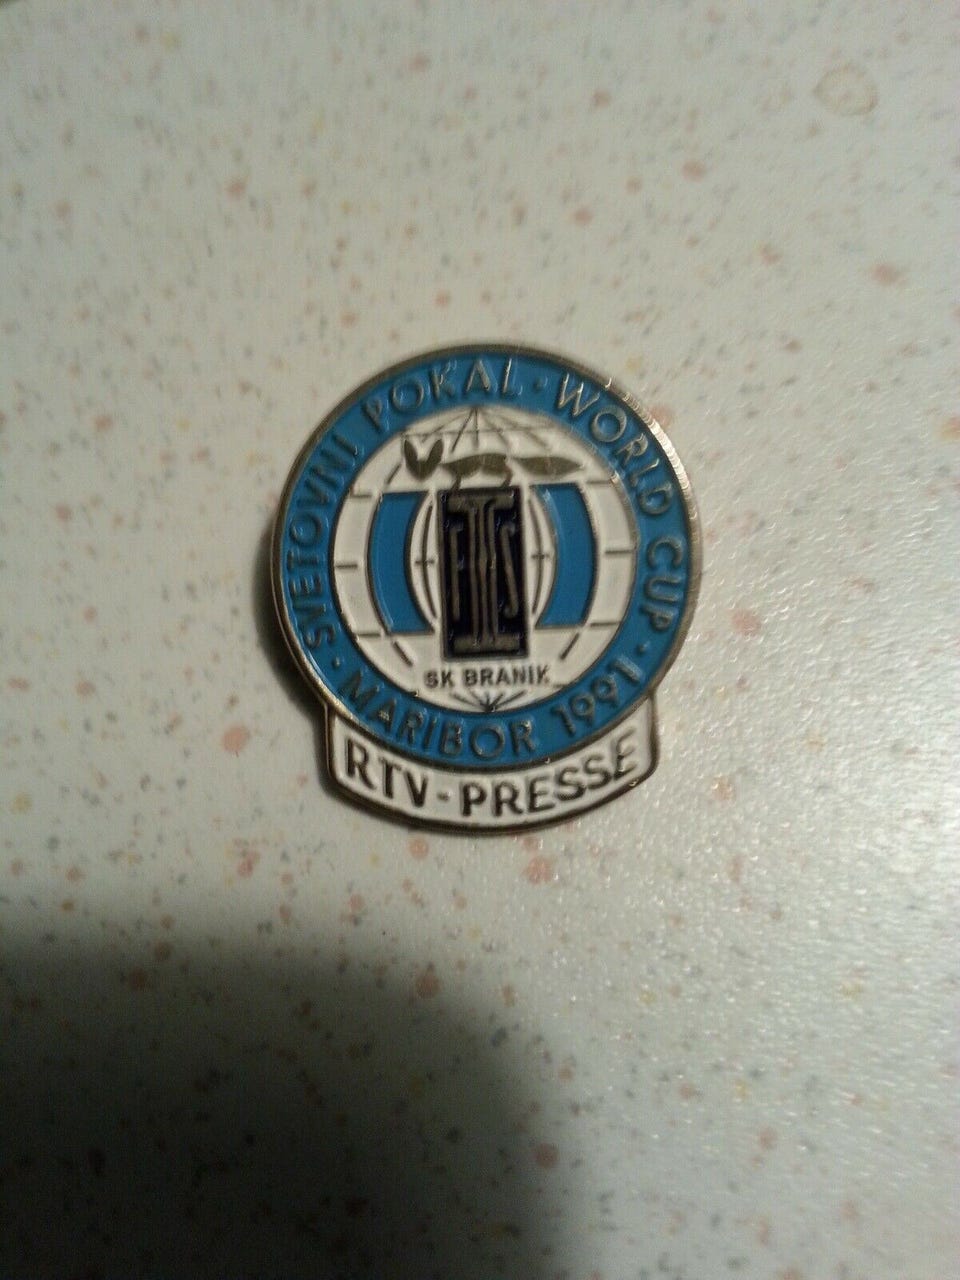 SVETOVNI POKAL · WORLD CUP ·
FIS
SK BRANIK
MARIBOR 1991
RTV-PRESSE